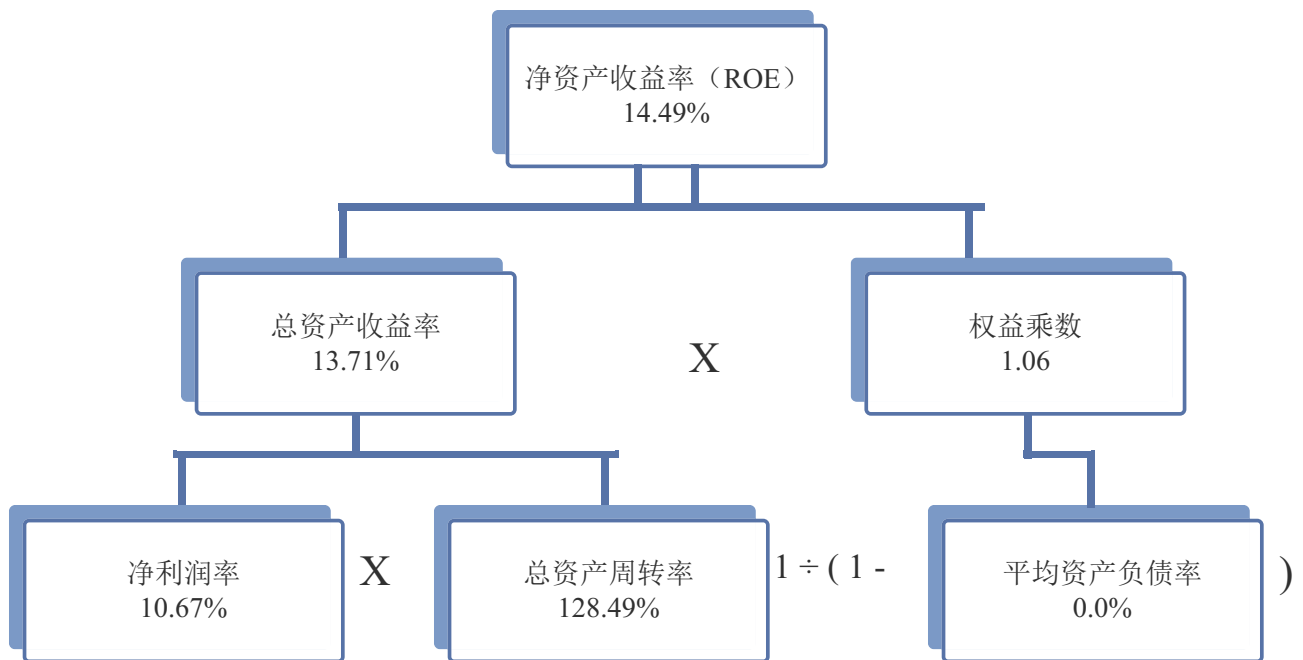 净资产收益率（ROE）
14.49%
总资产收益率
13.71%
X
权益乘数
1.06
净利润率
10.67%
X
总资产周转率
128.49%
1 ÷ ( 1 -
平均资产负债率
0.0%
)